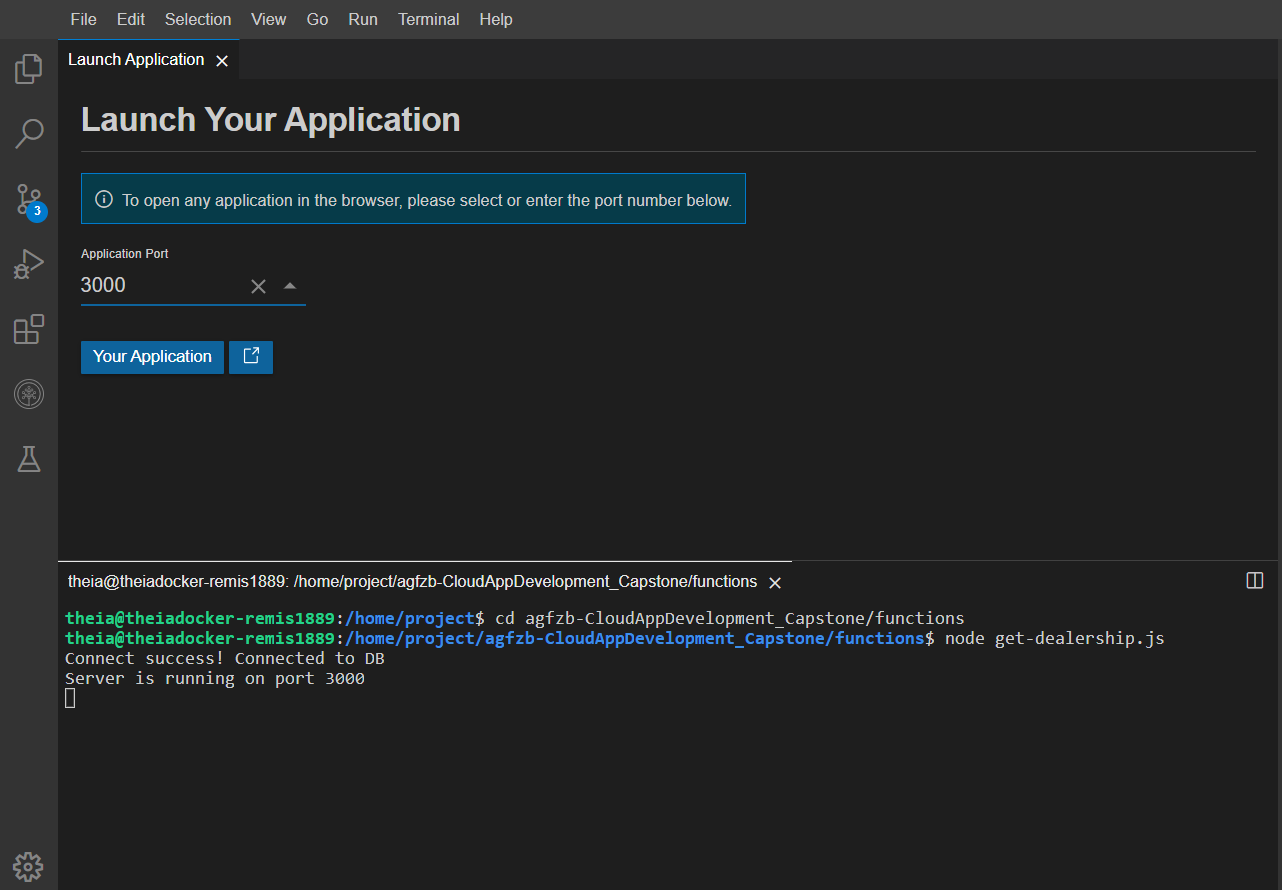 File Edit Selection View Go Run Terminal Help
Launch Application
Launch Your Application
To open any application in the browser, please select or enter the port number below.
Application Port
3000
Your Application
3
theia@theiadocker-remis1889: /home/project/agfzb-CloudAppDevelopment_Capstone/functions
theia@theiadocker-remis1889:/home/project$ cd agfzb-CloudAppDevelopment_Capstone/functions
theia@theiadocker-remis1889:/home/project/agfzb-CloudAppDevelopment_Capstone/functions$ node get-dealership.js
Connect success! Connected to DB
Server is running on port 3000